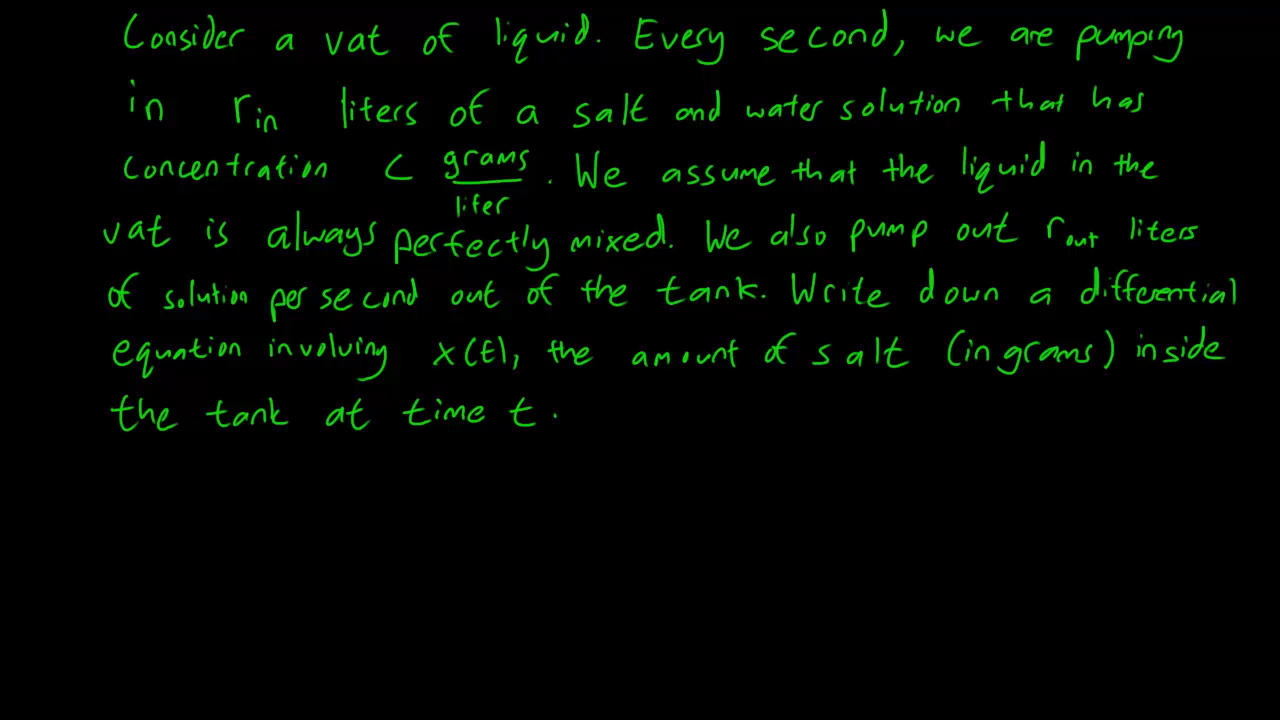 Consider a vat of liquid. Every second, we are pumping
in r_in liters of a salt and water solution that has
concentration C grams/liter. We assume that the liquid in the
vat is always perfectly mixed. We also pump out r_out liters
of solution per second out of the tank. Write down a differential
equation involving x(t), the amount of salt (in grams) inside
the tank at time t.